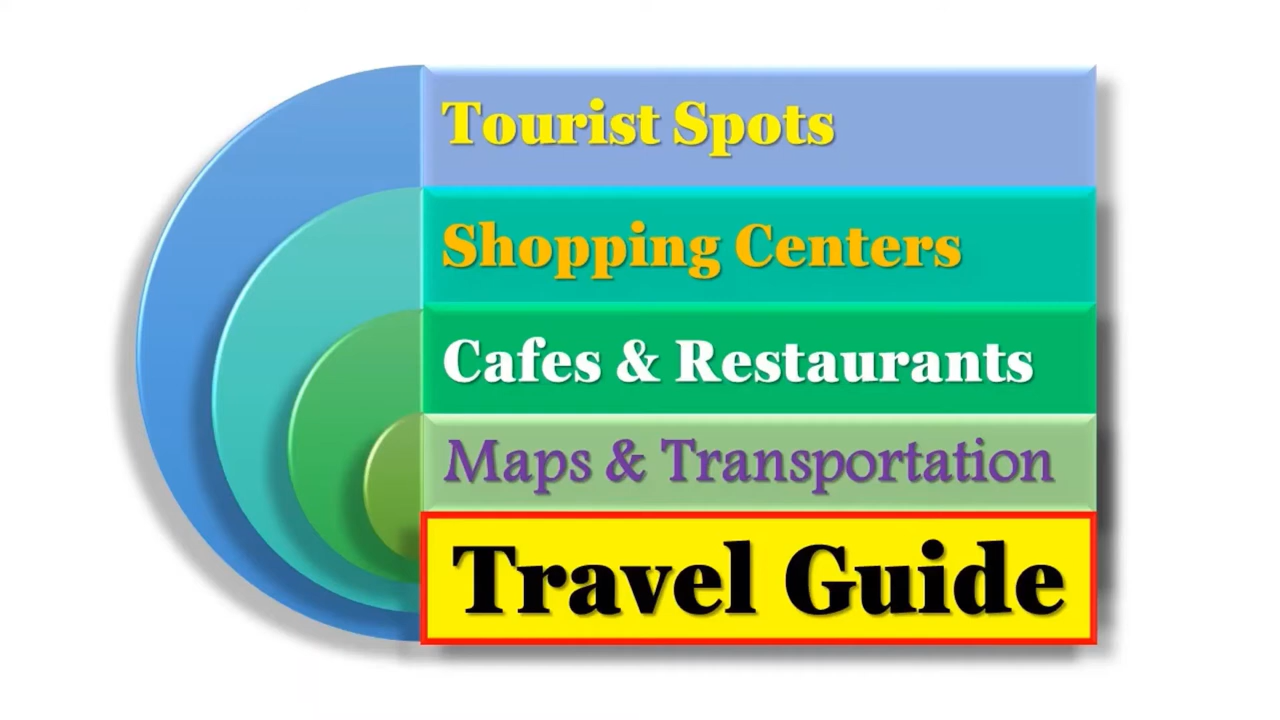 Tourist Spots
Shopping Centers
Cafes & Restaurants
Maps & Transportation
Travel Guide